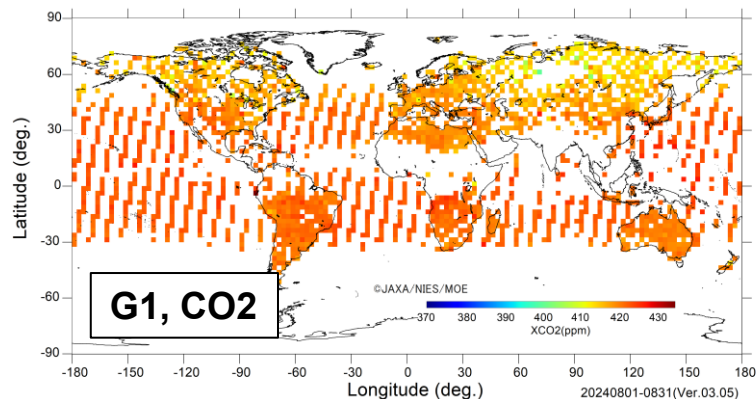 90
60
30
0
-30
-60
-90
Latitude (deg.)
G1, CO2
©JAXA/NIES/MOE
370 380 390 400 410 420 430
XCO2(ppm)
-180 -150 -120 -90 -60 -30 0 30 60 90 120 150 180
Longitude (deg.)
20240801-0831(Ver.03.05)